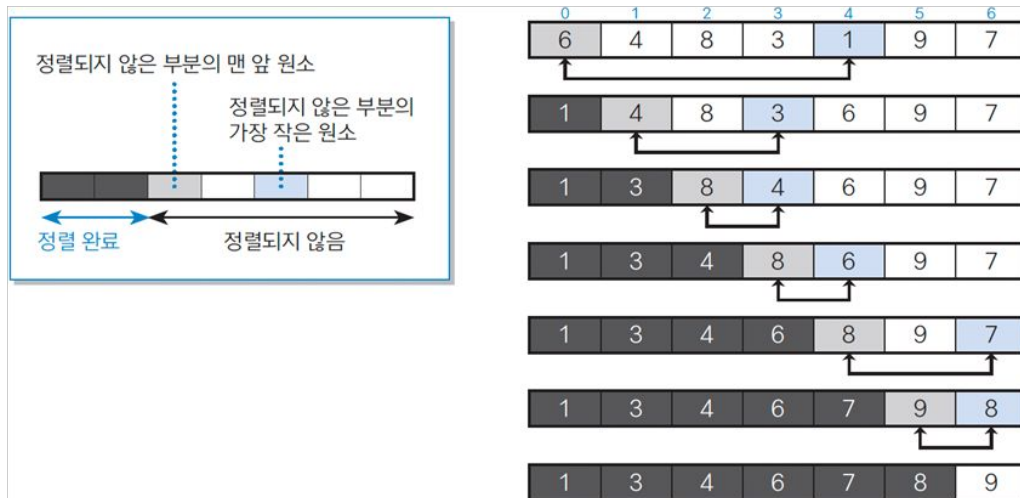 정렬되지 않은 부분의 맨 앞 원소
정렬되지 않은 부분의
가장 작은 원소
정렬 완료
정렬되지 않음
0 1 2 3 4 5 6
6 4 8 3 1 9 7
1 4 8 3 6 9 7
1 3 8 4 6 9 7
1 3 4 8 6 9 7
1 3 4 6 8 9 7
1 3 4 6 7 9 8
1 3 4 6 7 8 9